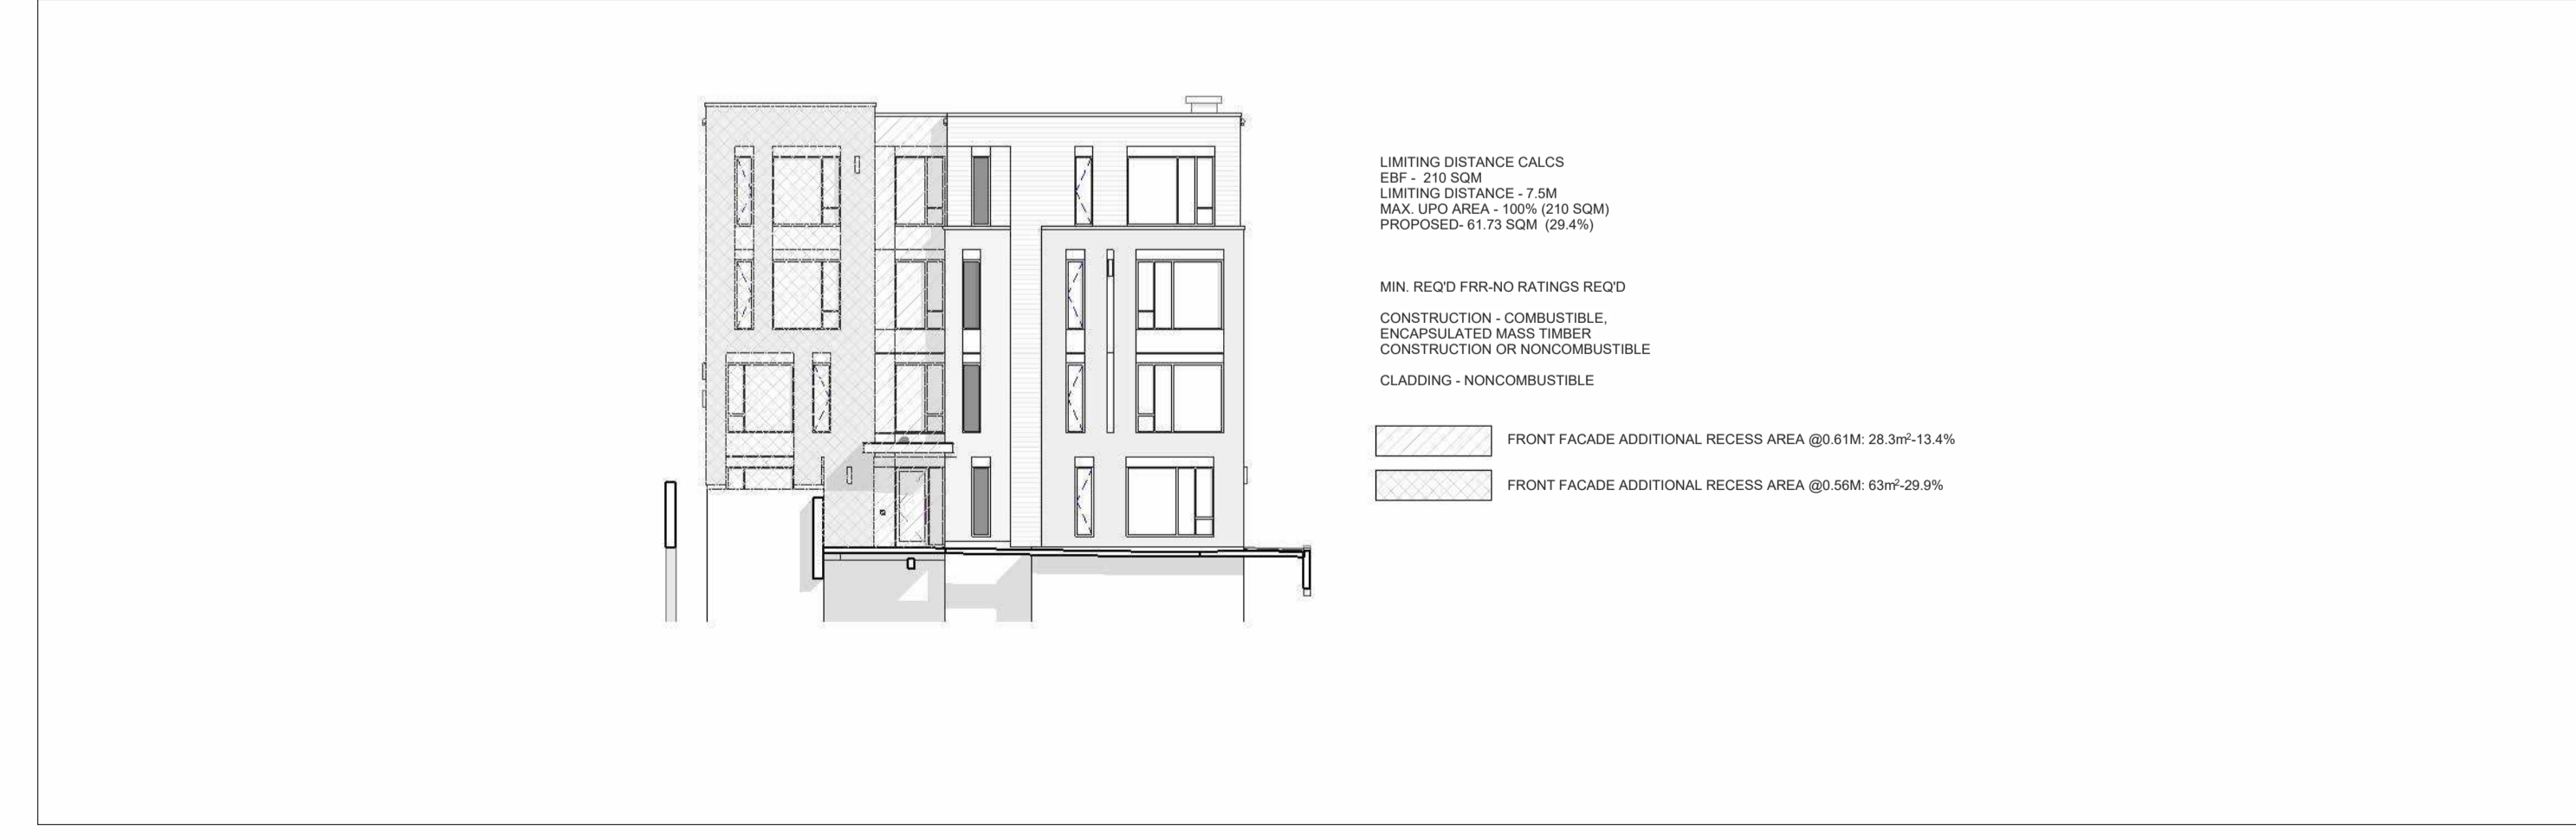 LIMITING DISTANCE CALCS
EBF - 210 SQM
LIMITING DISTANCE - 7.5M
MAX. UPO AREA - 100% (210 SQM)
PROPOSED- 61.73 SQM (29.4%)
MIN. REQ'D FRR-NO RATINGS REQ'D
CONSTRUCTION - COMBUSTIBLE,
ENCAPSULATED MASS TIMBER
CONSTRUCTION OR NONCOMBUSTIBLE
CLADDING - NONCOMBUSTIBLE
FRONT FACADE ADDITIONAL RECESS AREA @0.61M: 28.3m²-13.4%
FRONT FACADE ADDITIONAL RECESS AREA @0.56M: 63m²-29.9%